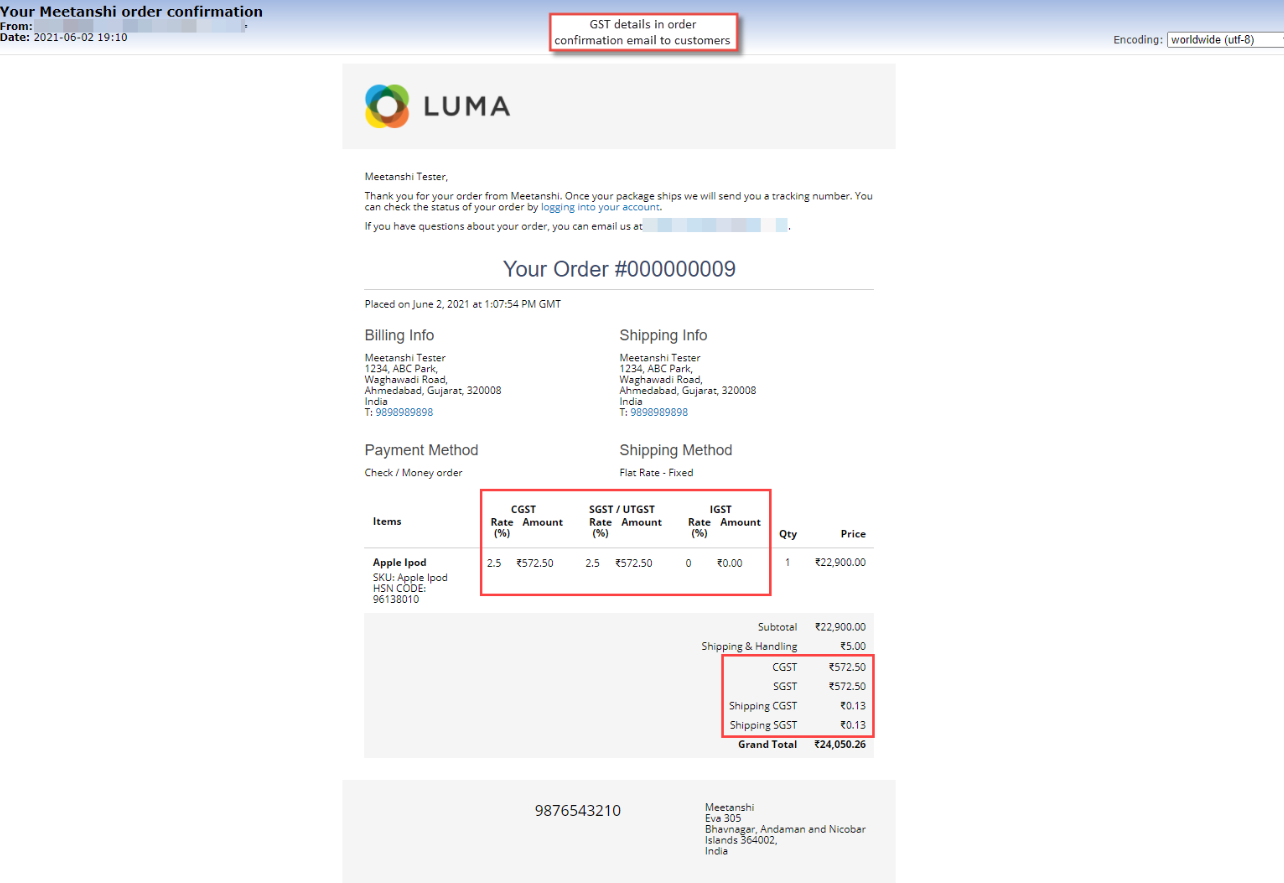 Your Meetanshi order confirmation
From:
Date: 2021-06-02 19:10
GST details in order
confirmation email to customers
Encoding: worldwide (utf-8)
LUMA
Meetanshi Tester,
Thank you for your order from Meetanshi. Once your package ships we will send you a tracking number. You
can check the status of your order by logging into your account.
If you have questions about your order, you can email us at .
Your Order #000000009
Placed on June 2, 2021 at 1:07:54 PM GMT
Billing Info
Meetanshi Tester
1234, ABC Park,
Waghawadi Road,
Ahmedabad, Gujarat, 320008
India
T: 9898989898
Shipping Info
Meetanshi Tester
1234, ABC Park,
Waghawadi Road,
Ahmedabad, Gujarat, 320008
India
T: 9898989898
Payment Method
Check / Money order
Shipping Method
Flat Rate - Fixed
CGST SGST / UTGST IGST
Items Rate Amount Rate Amount Rate Amount
(%) (%) (%) Qty Price
Apple Ipod 2.5 ₹572.50 2.5 ₹572.50 0 ₹0.00 1 ₹22,900.00
SKU: Apple Ipod
HSN CODE:
96138010
Subtotal ₹22,900.00
Shipping & Handling ₹5.00
CGST ₹572.50
SGST ₹572.50
Shipping CGST ₹0.13
Shipping SGST ₹0.13
Grand Total ₹24,050.26
9876543210
Meetanshi
Eva 305
Bhavnagar, Andaman and Nicobar
Islands 364002,
India